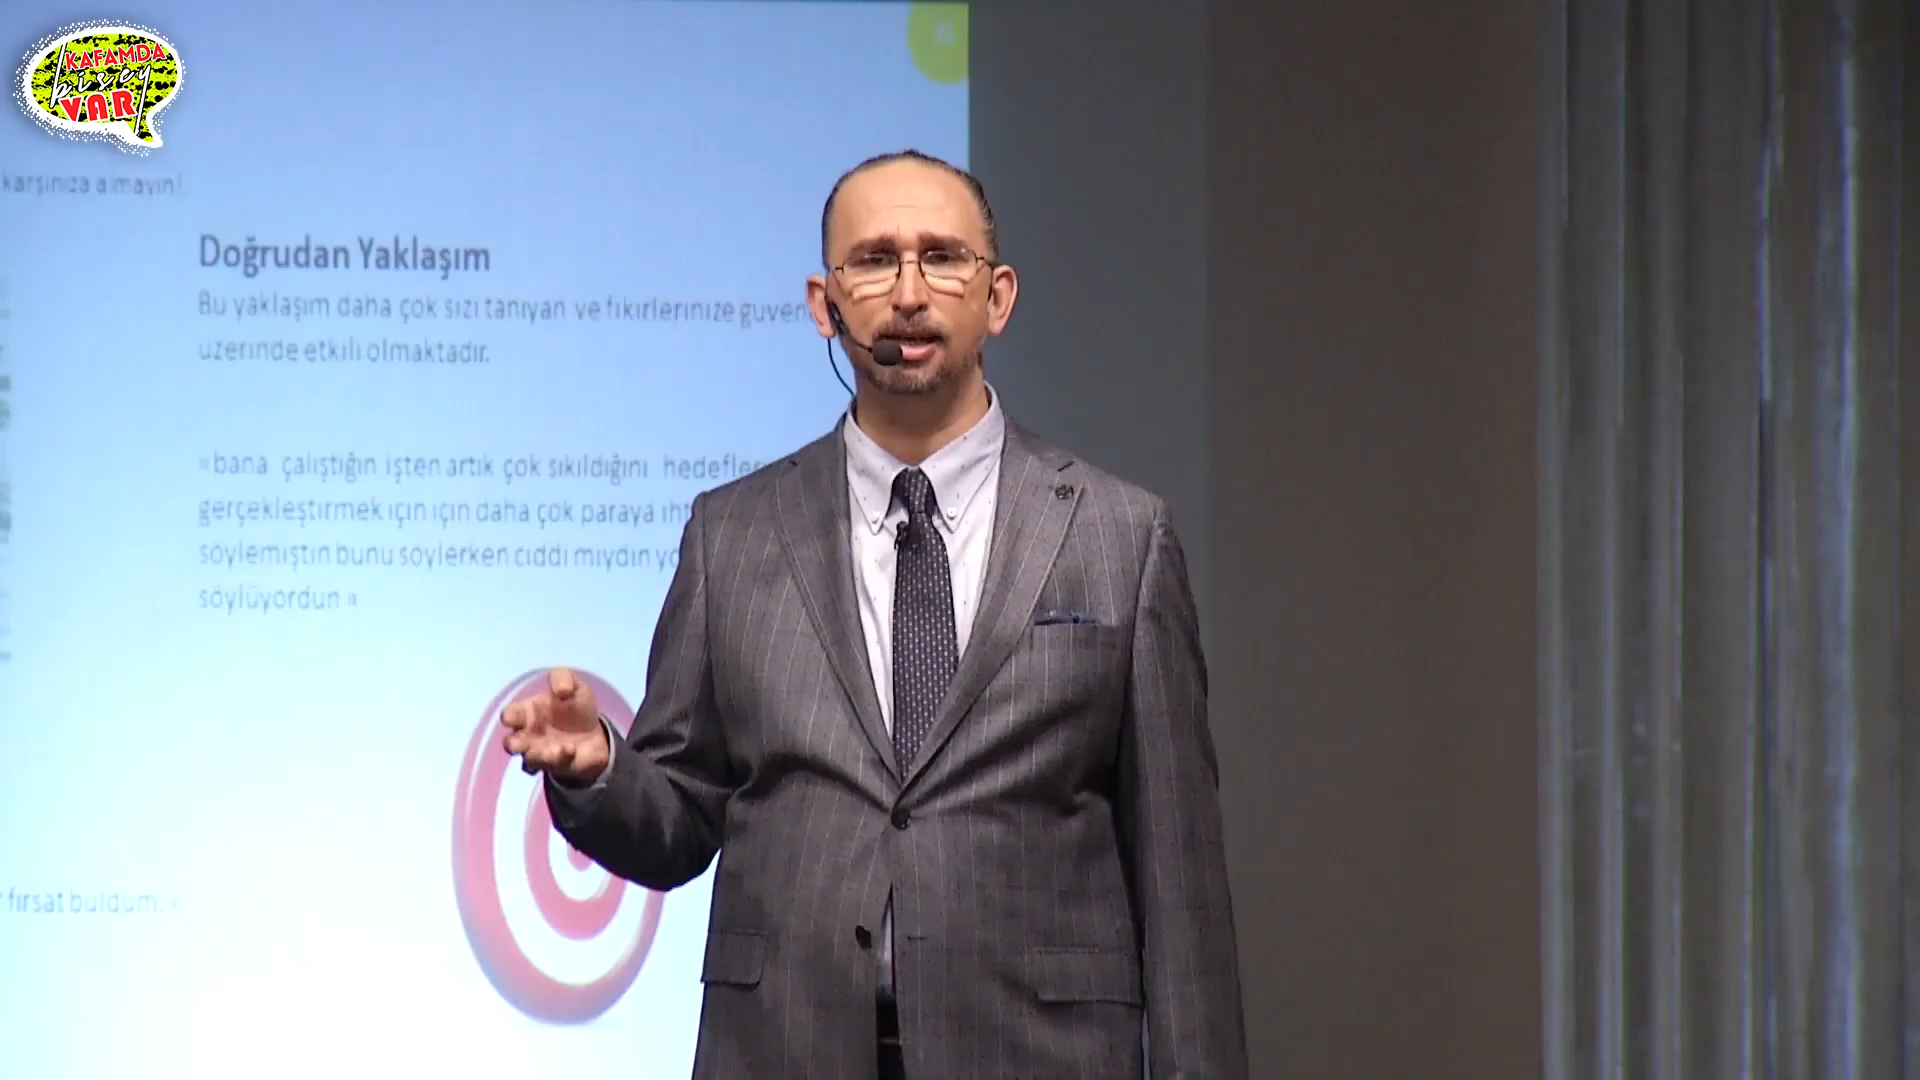 KAFAMDA
bişey
VAR
karşınıza almayın!
Doğrudan Yaklaşım
Bu yaklaşım daha çok sizi tanıyan ve fikirlerinize güven
üzerinde etkili olmaktadır.
«bana çalıştığın işten artık çok sıkıldığını hedefler
gerçekleştirmek için için daha çok paraya iht
söylemiştin bunu söylerken ciddi miydin yo
söylüyordun »
fırsat buldum. »